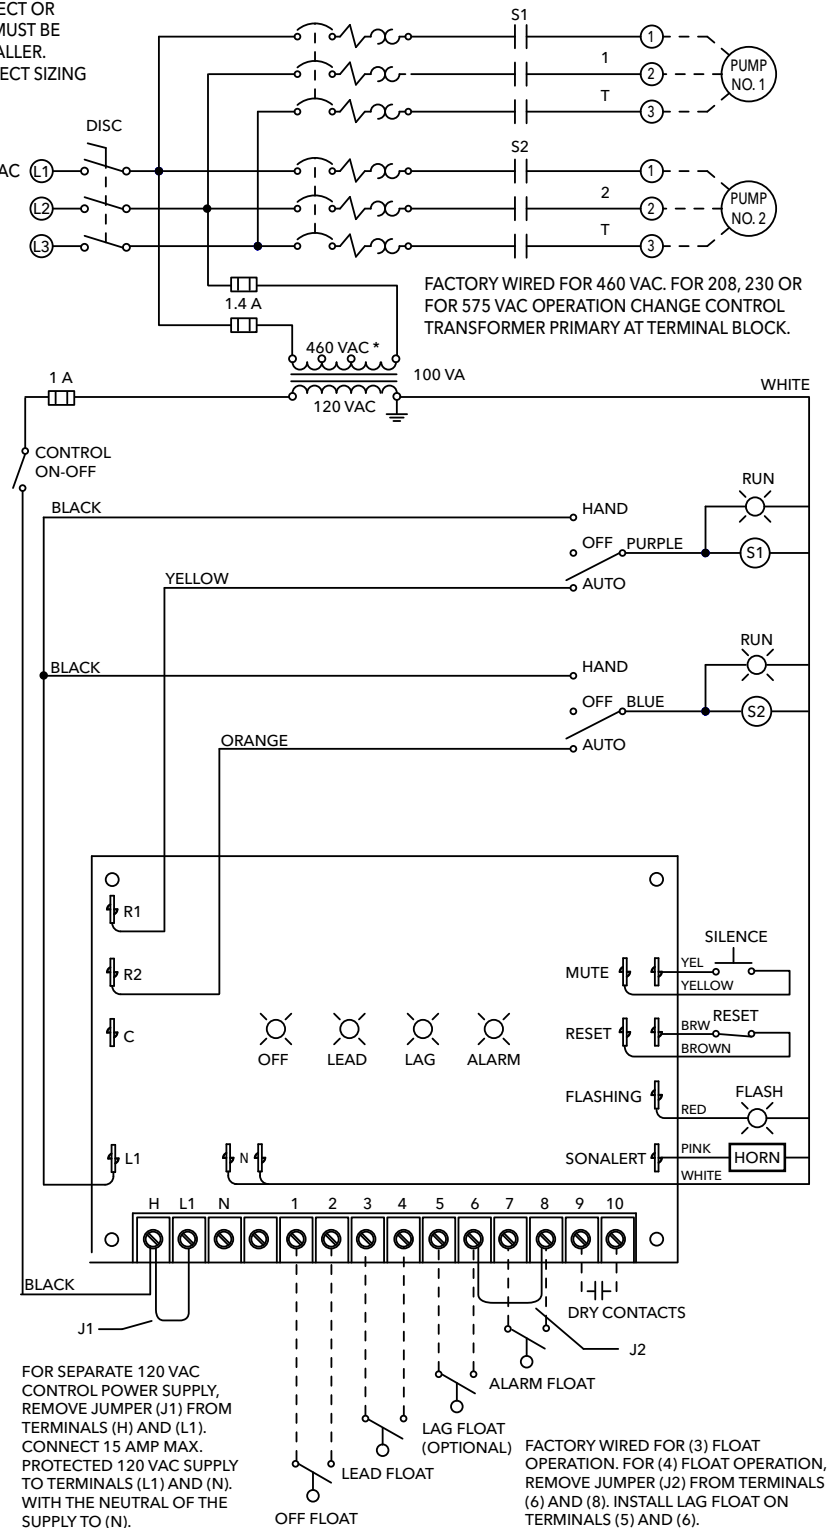 ECT OR
MUST BE
ALLER.
ECT SIZING
S1
1
1
PUMP
NO. 1
2
T
3
DISC
AC
L1
L2
L3
S2
1
2
PUMP
NO. 2
2
T
3
1.4 A
FACTORY WIRED FOR 460 VAC. FOR 208, 230 OR
FOR 575 VAC OPERATION CHANGE CONTROL
TRANSFORMER PRIMARY AT TERMINAL BLOCK.
460 VAC *
100 VA
120 VAC
1 A
WHITE
CONTROL
ON-OFF
BLACK
HAND
OFF
PURPLE
AUTO
RUN
S1
YELLOW
BLACK
HAND
OFF
BLUE
AUTO
RUN
S2
ORANGE
R1
R2
C
OFF
LEAD
LAG
ALARM
MUTE
YEL
SILENCE
YELLOW
RESET
BRW
RESET
BROWN
FLASHING
RED
FLASH
L1
N
SONALERT
PINK
HORN
WHITE
H L1 N 1 2 3 4 5 6 7 8 9 10
BLACK
J1
DRY CONTACTS
J2
ALARM FLOAT
LAG FLOAT
(OPTIONAL)
LEAD FLOAT
OFF FLOAT
FOR SEPARATE 120 VAC
CONTROL POWER SUPPLY,
REMOVE JUMPER (J1) FROM
TERMINALS (H) AND (L1).
CONNECT 15 AMP MAX.
PROTECTED 120 VAC SUPPLY
TO TERMINALS (L1) AND (N).
WITH THE NEUTRAL OF THE
SUPPLY TO (N).
FACTORY WIRED FOR (3) FLOAT
OPERATION. FOR (4) FLOAT OPERATION,
REMOVE JUMPER (J2) FROM TERMINALS
(6) AND (8). INSTALL LAG FLOAT ON
TERMINALS (5) AND (6).